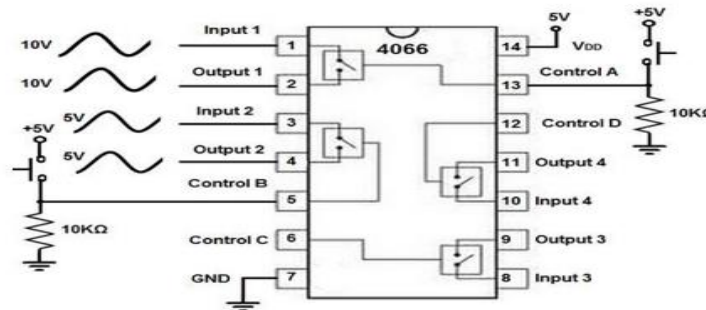 Input 1
10V
1
Output 1
10V
2
Input 2
+5V
5V
3
Output 2
5V
4
Control B
5
10KΩ
Control C
6
GND
7
4066
5V
+5V
14
VDD
13
Control A
10KΩ
12
Control D
11
Output 4
10
Input 4
9
Output 3
8
Input 3